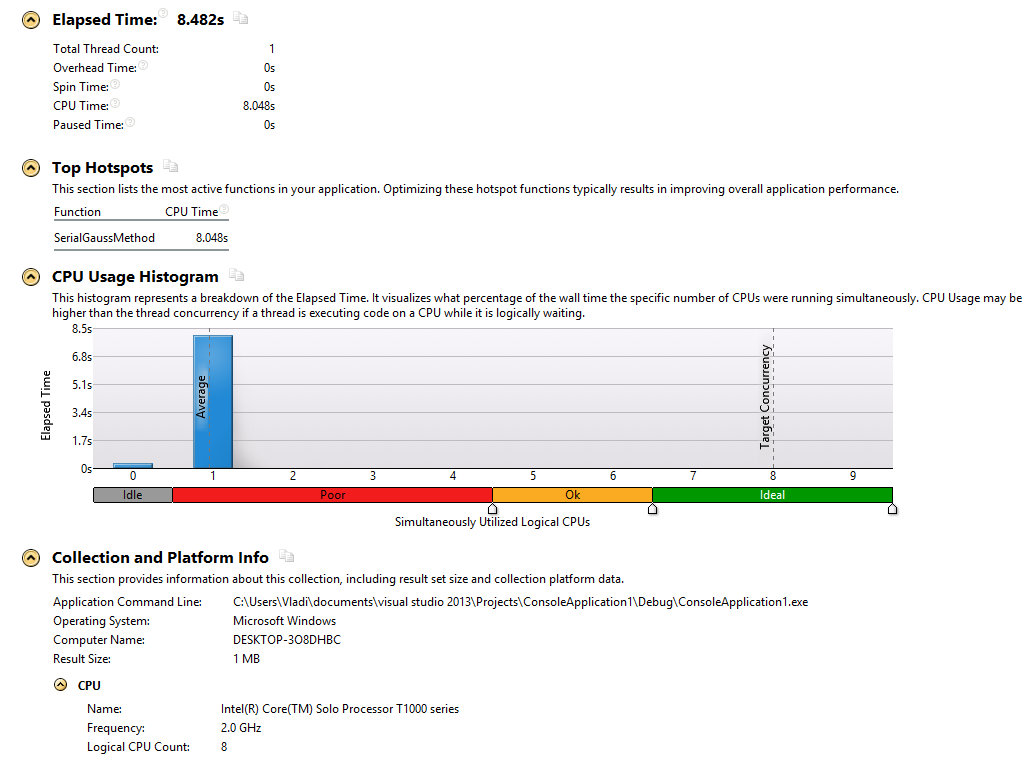 Elapsed Time: 8.482s
Total Thread Count: 1
Overhead Time: 0s
Spin Time: 0s
CPU Time: 8.048s
Paused Time: 0s
Top Hotspots
This section lists the most active functions in your application. Optimizing these hotspot functions typically results in improving overall application performance.
Function CPU Time
SerialGaussMethod 8.048s
CPU Usage Histogram
This histogram represents a breakdown of the Elapsed Time. It visualizes what percentage of the wall time the specific number of CPUs were running simultaneously. CPU Usage may be
higher than the thread concurrency if a thread is executing code on a CPU while it is logically waiting.
8.5s
6.8s
5.1s
3.4s
1.7s
0s
Elapsed Time
Average
Target Concurrency
0 1 2 3 4 5 6 7 8 9
Idle Poor Ok Ideal
Simultaneously Utilized Logical CPUs
Collection and Platform Info
This section provides information about this collection, including result set size and collection platform data.
Application Command Line: C:\Users\Vladi\documents\visual studio 2013\Projects\ConsoleApplication1\Debug\ConsoleApplication1.exe
Operating System: Microsoft Windows
Computer Name: DESKTOP-3O8DHBC
Result Size: 1 MB
CPU
Name: Intel(R) Core(TM) Solo Processor T1000 series
Frequency: 2.0 GHz
Logical CPU Count: 8